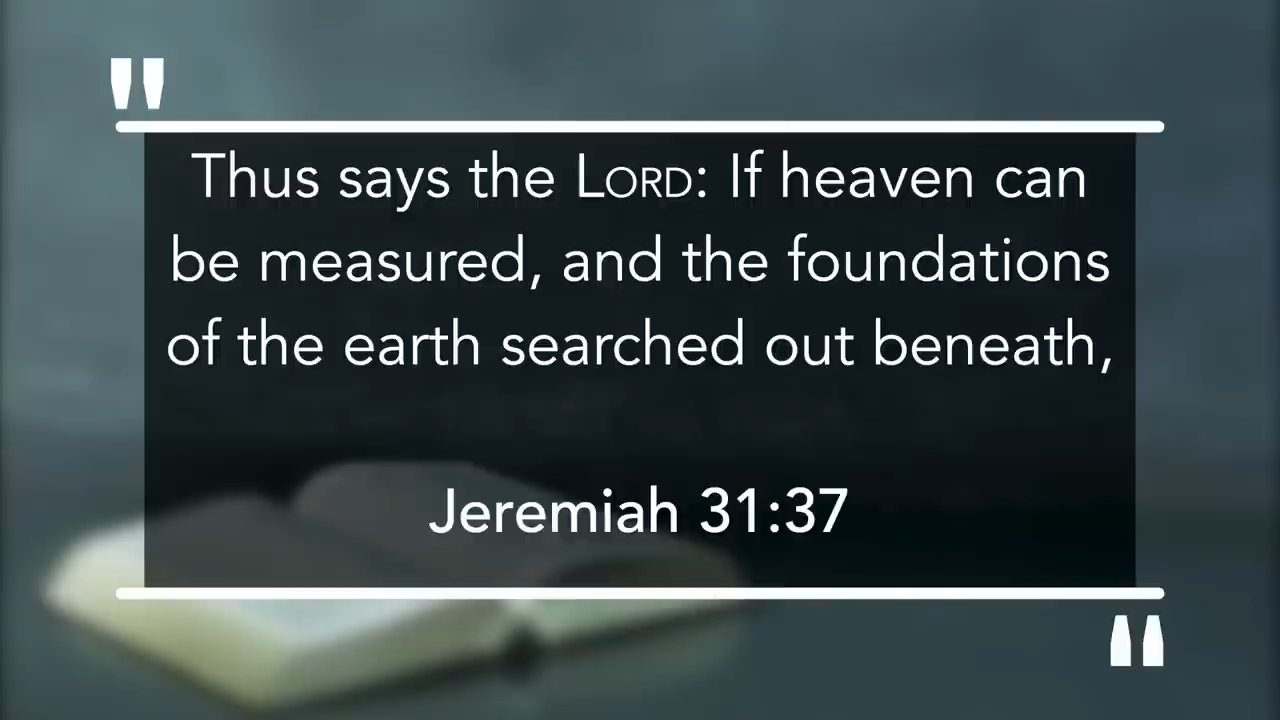 "
Thus says the LORD: If heaven can
be measured, and the foundations
of the earth searched out beneath,
Jeremiah 31:37
"